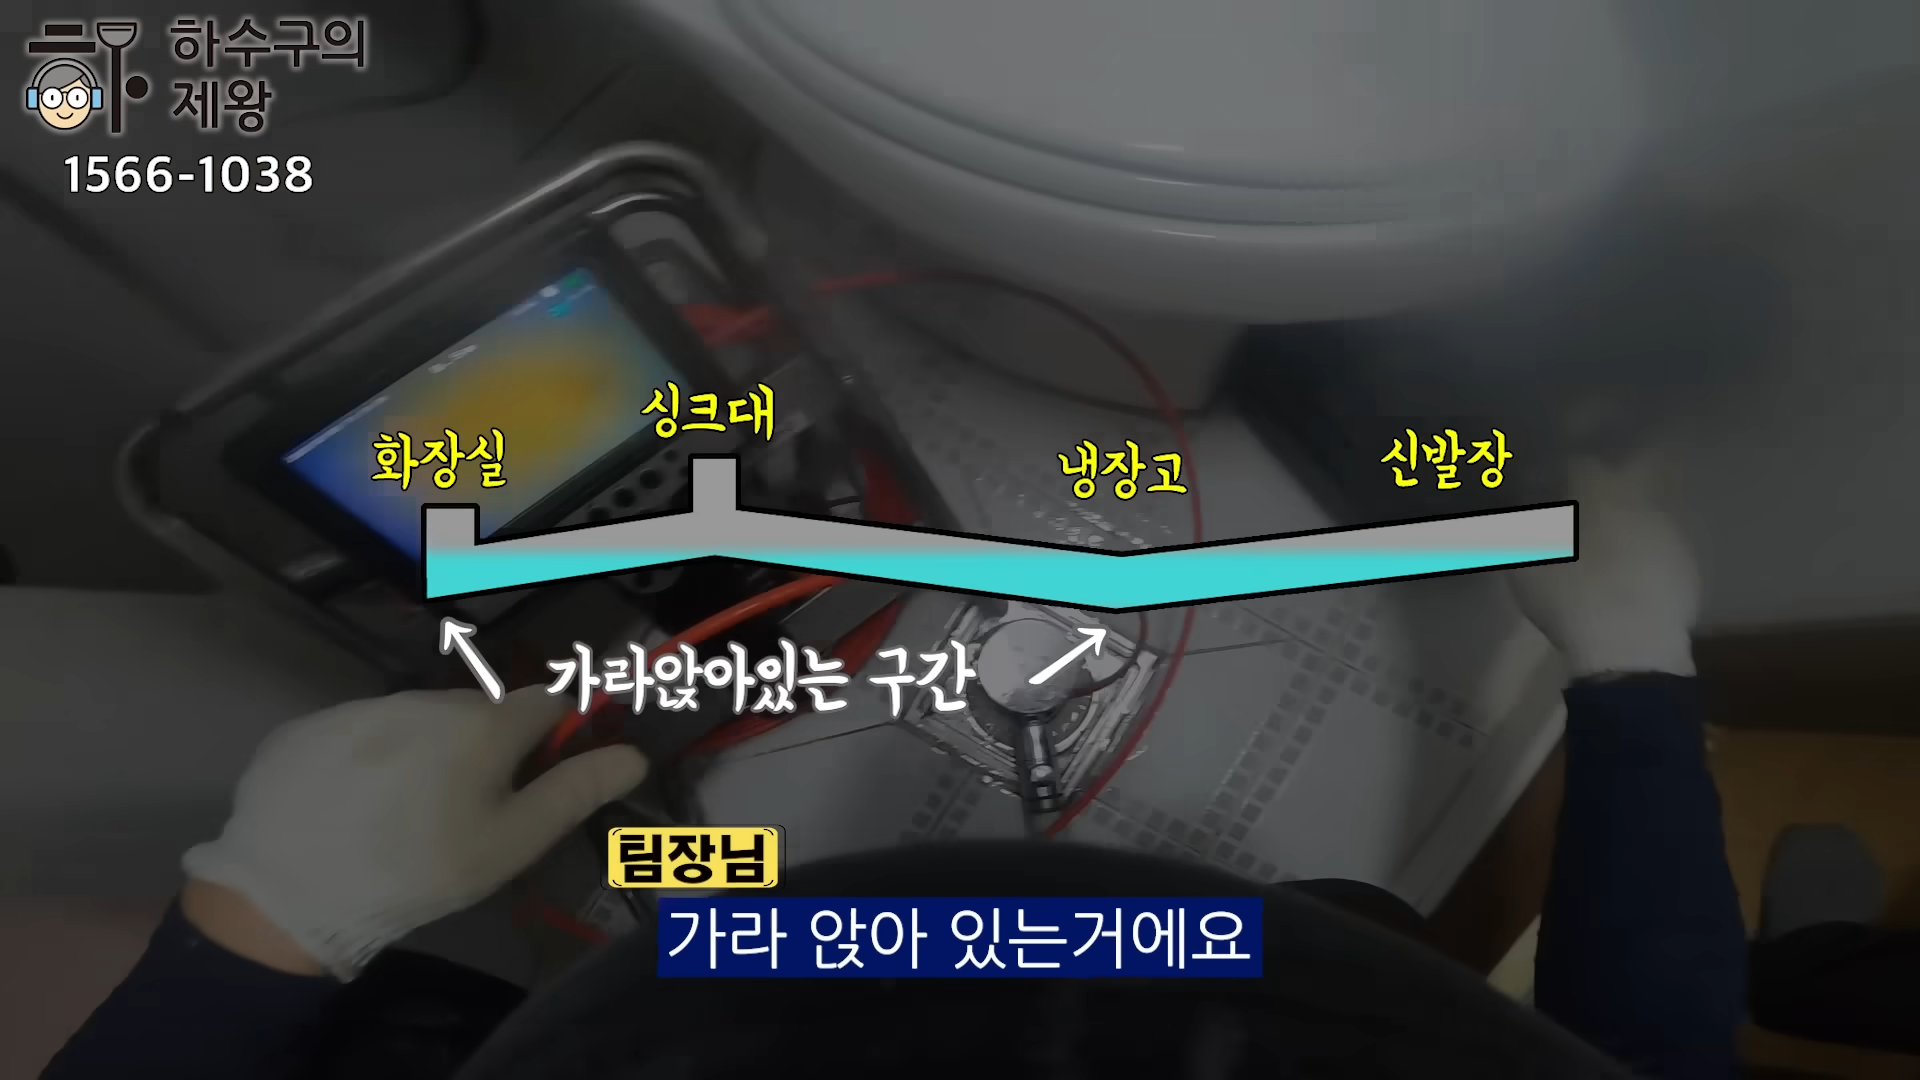 하수구의
제왕
1566-1038
화장실
싱크대
냉장고
신발장
가라앉아있는 구간
팀장님
가라 앉아 있는거에요